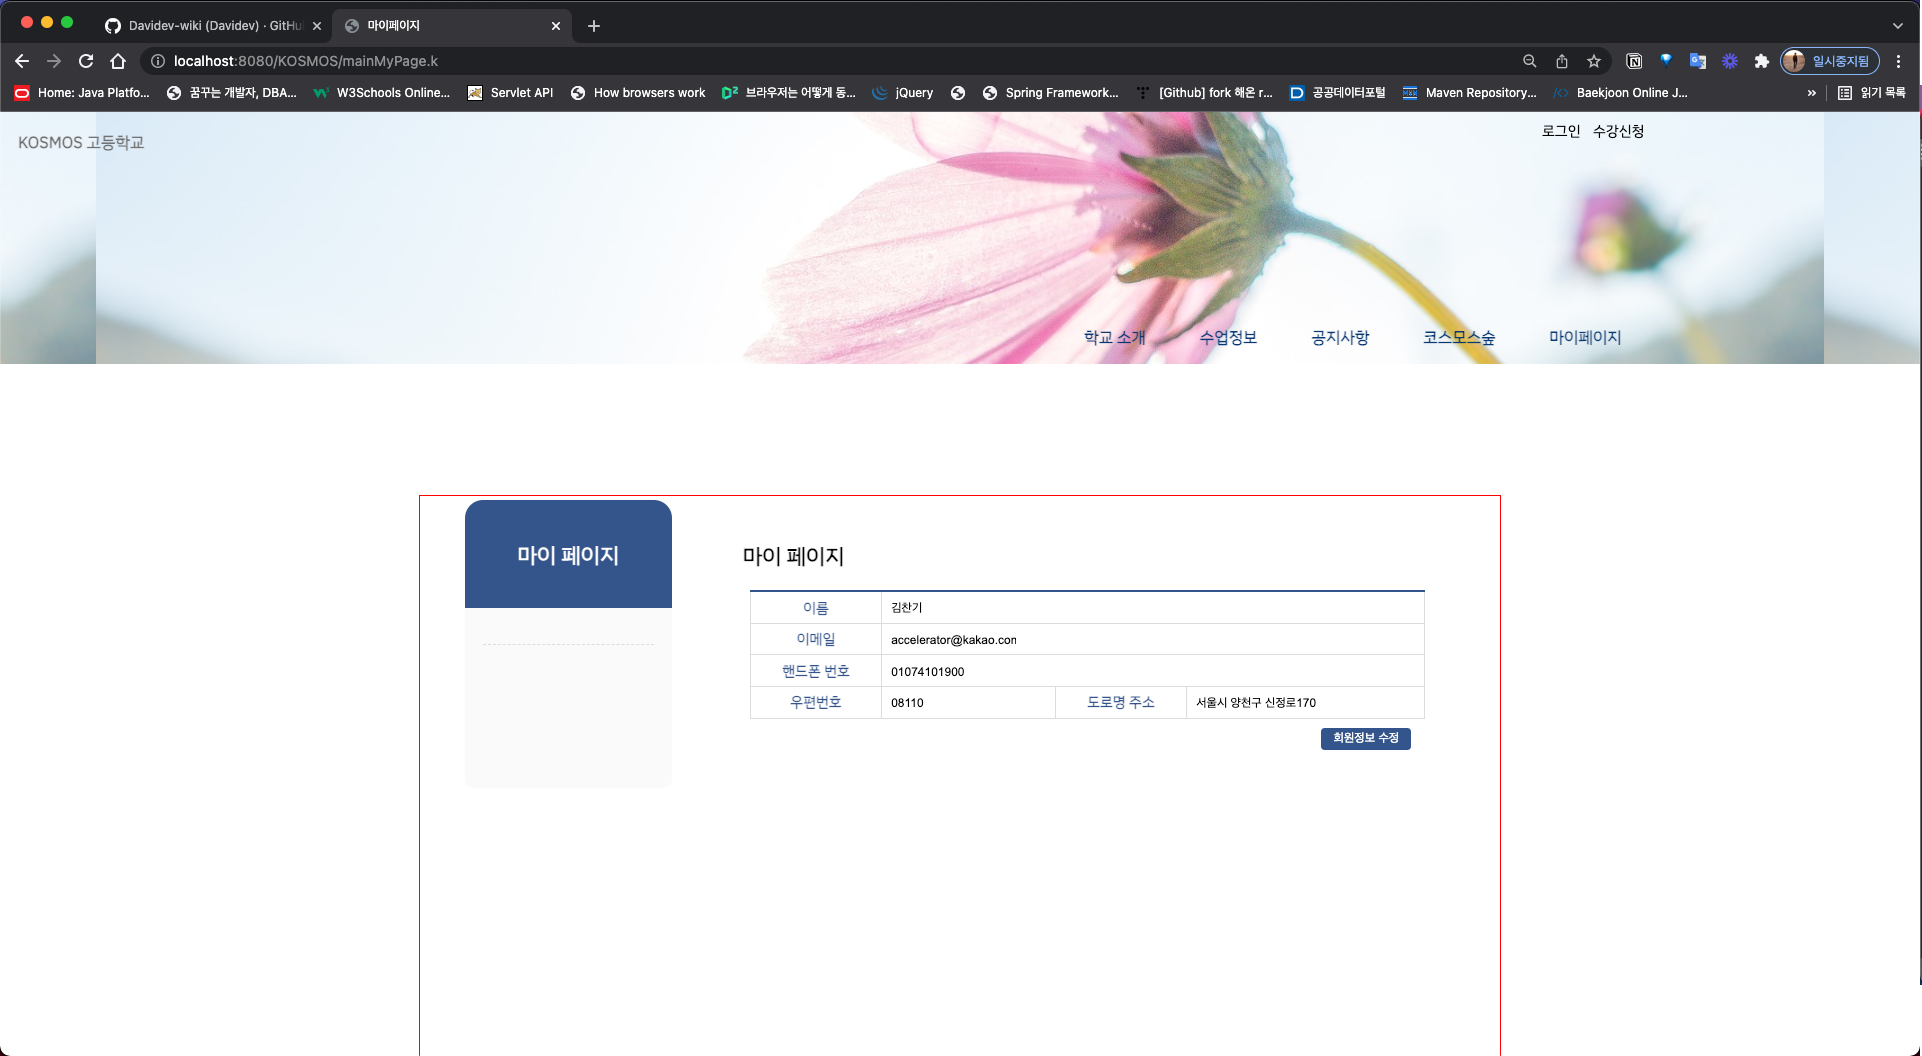 Davidev-wiki (Davidev) · GitHu
마이페이지
localhost:8080/KOSMOS/mainMyPage.k
일시중지됨
Home: Java Platfo...
꿈꾸는 개발자, DBA...
W3Schools Online...
Servlet API
How browsers work
브라우저는 어떻게 동...
jQuery
Spring Framework...
[Github] fork 해온 r...
공공데이터포털
Maven Repository...
Baekjoon Online J...
»
읽기 목록
KOSMOS 고등학교
로그인 수강신청
학교 소개 수업정보 공지사항 코스모스숲 마이페이지
마이 페이지
마이 페이지
이름 김찬기
이메일 accelerator@kakao.con
핸드폰 번호 01074101900
우편번호 08110 도로명 주소 서울시 양천구 신정로170
회원정보 수정